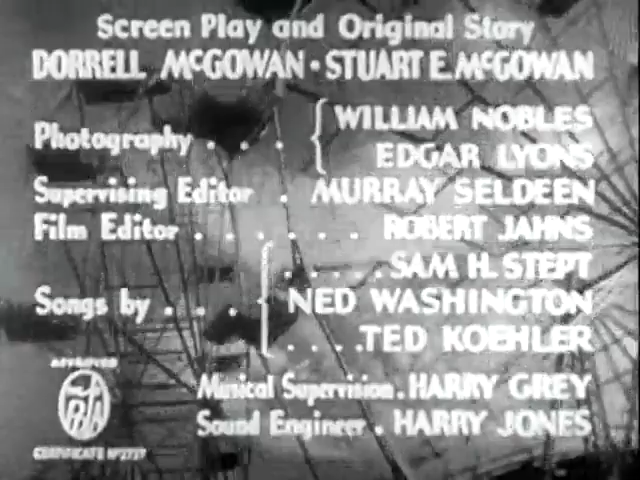 Screen Play and Original Story
DORRELL McGOWAN · STUART E. McGOWAN
Photography . . . { WILLIAM NOBLES
EDGAR LYONS
Supervising Editor . MURRAY SELDEEN
Film Editor . . . . . . ROBERT JAHNS
. . . . . SAM H. STEPT
Songs by . . . { NED WASHINGTON
. . . . TED KOEHLER
APPROVED
Musical Supervision . HARRY GREY
Sound Engineer . HARRY JONES
CERTIFICATE Nº